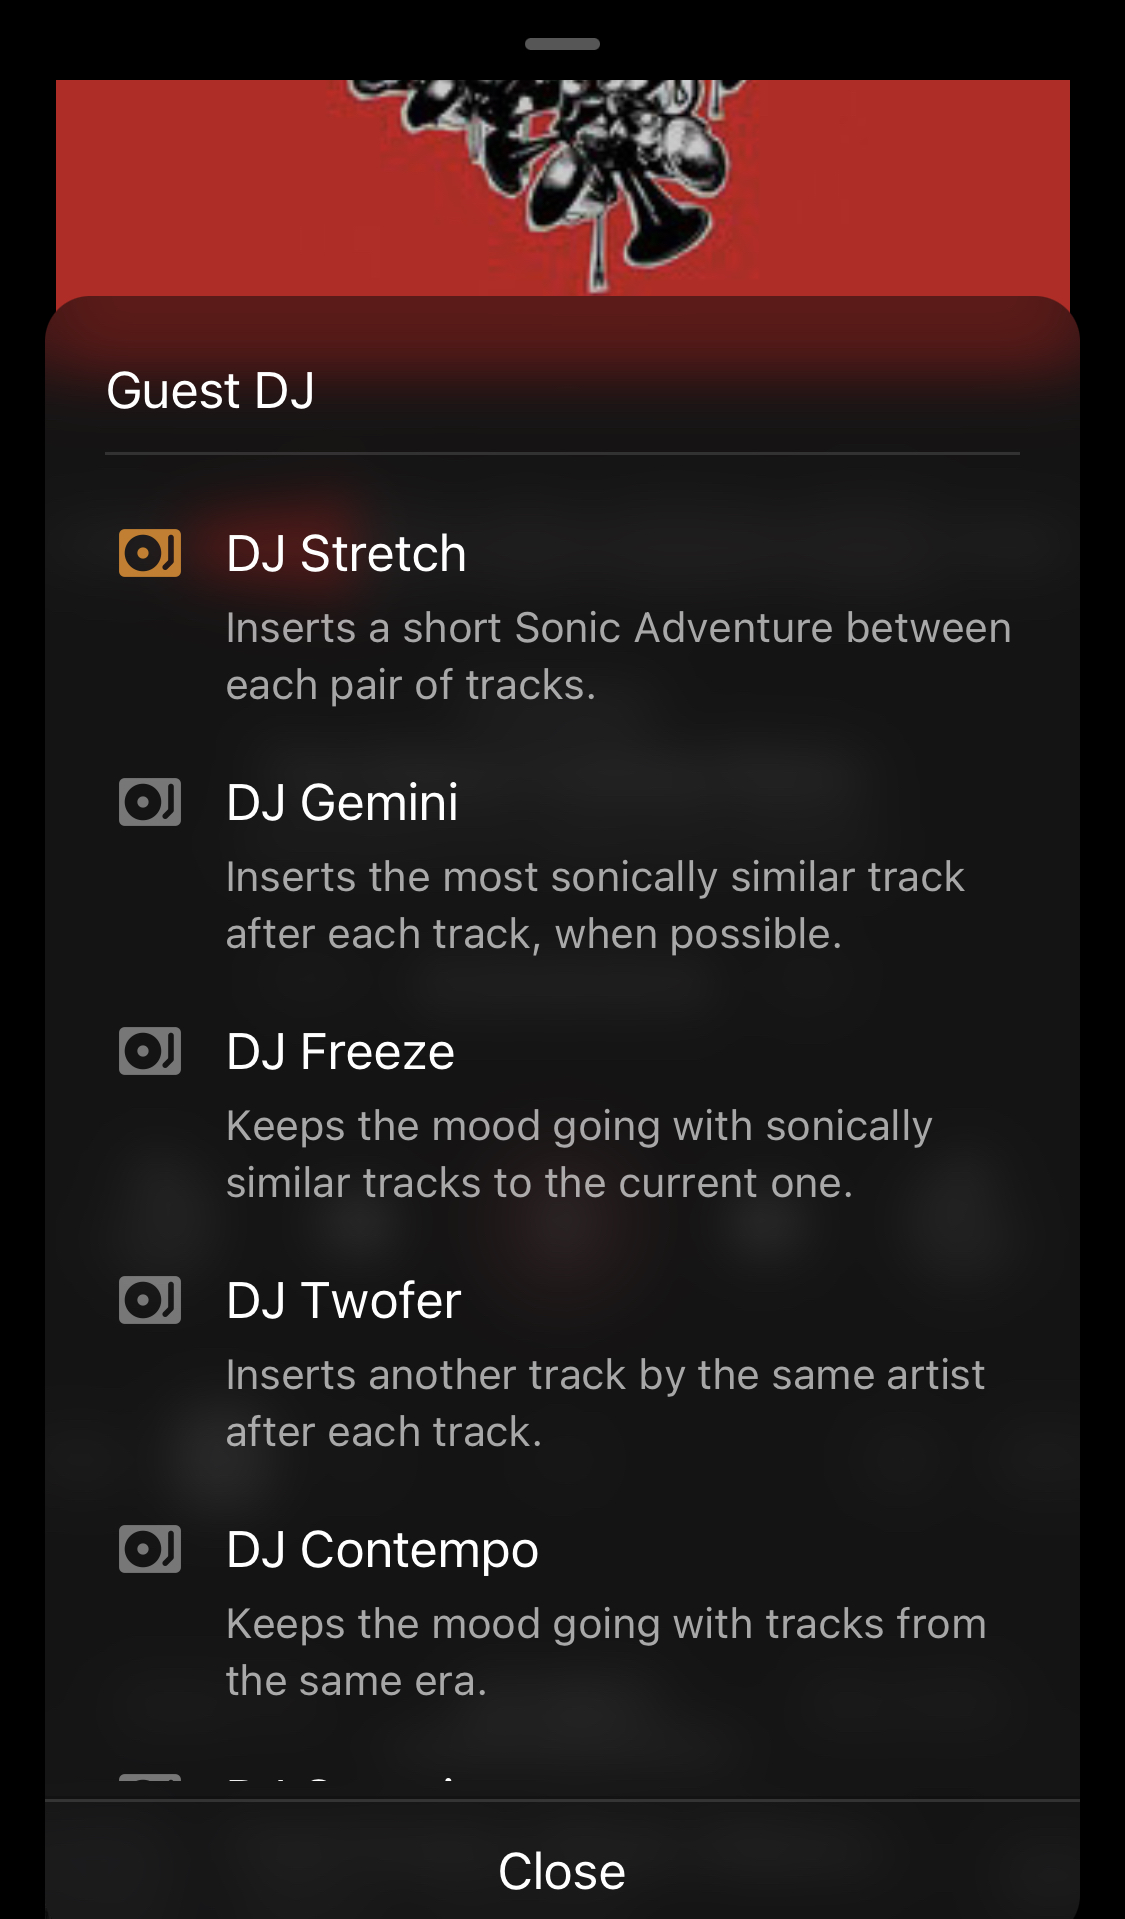 Guest DJ
DJ Stretch
Inserts a short Sonic Adventure between
each pair of tracks.
DJ Gemini
Inserts the most sonically similar track
after each track, when possible.
DJ Freeze
Keeps the mood going with sonically
similar tracks to the current one.
DJ Twofer
Inserts another track by the same artist
after each track.
DJ Contempo
Keeps the mood going with tracks from
the same era.
DJ
Close